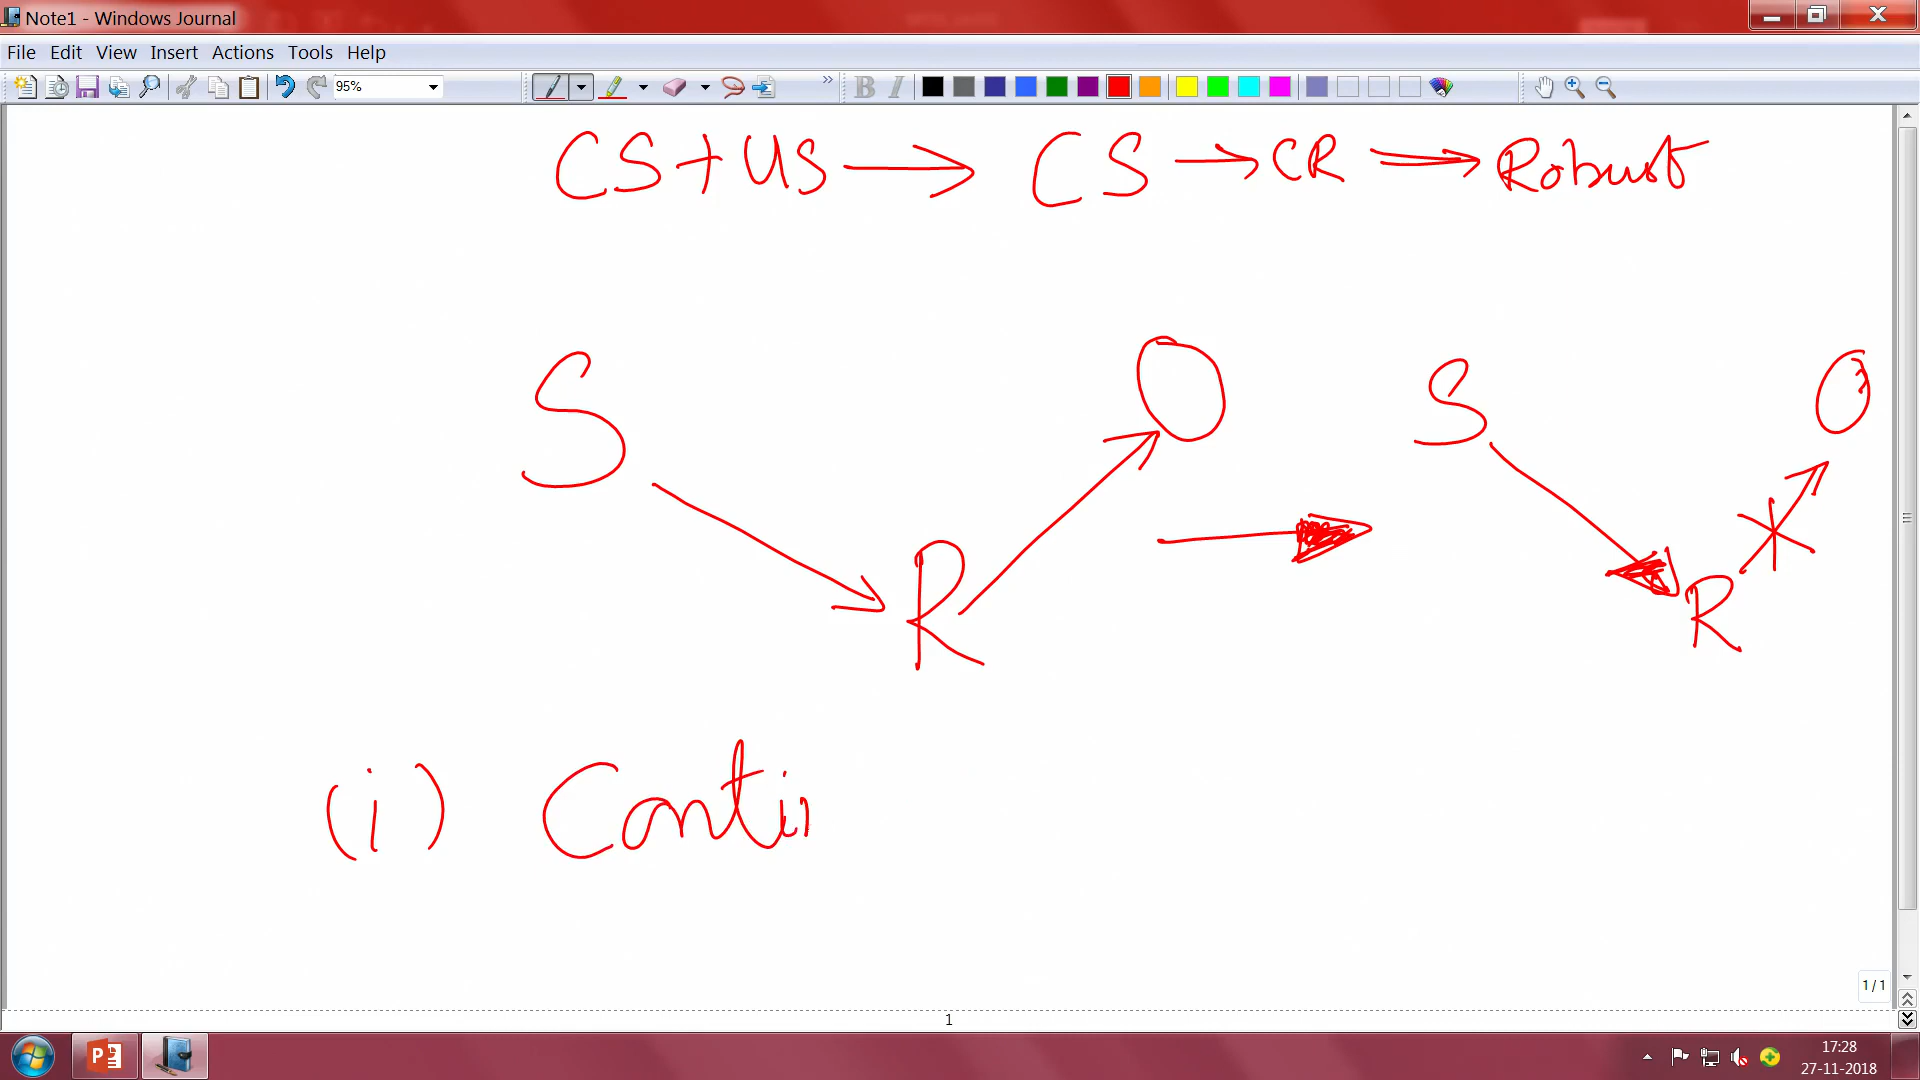 Note1 - Windows Journal
File Edit View Insert Actions Tools Help
95%
B I
CS+US → CS → CR ⇒ Robust
S O S O
R R
(i) Contin
1 / 1
1
17:28
27-11-2018